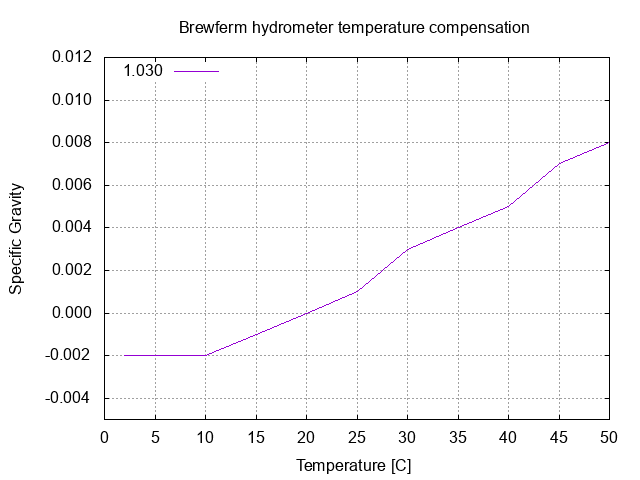 Brewferm hydrometer temperature compensation
1.030
0.012
0.010
0.008
0.006
0.004
0.002
0.000
-0.002
-0.004
Specific Gravity
0 5 10 15 20 25 30 35 40 45 50
Temperature [C]